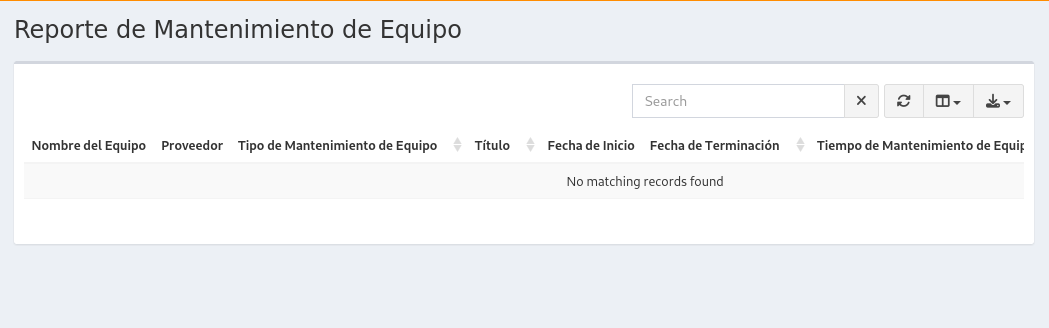 Reporte de Mantenimiento de Equipo
Search
Nombre del Equipo Proveedor Tipo de Mantenimiento de Equipo Título Fecha de Inicio Fecha de Terminación Tiempo de Mantenimiento de Equip
No matching records found